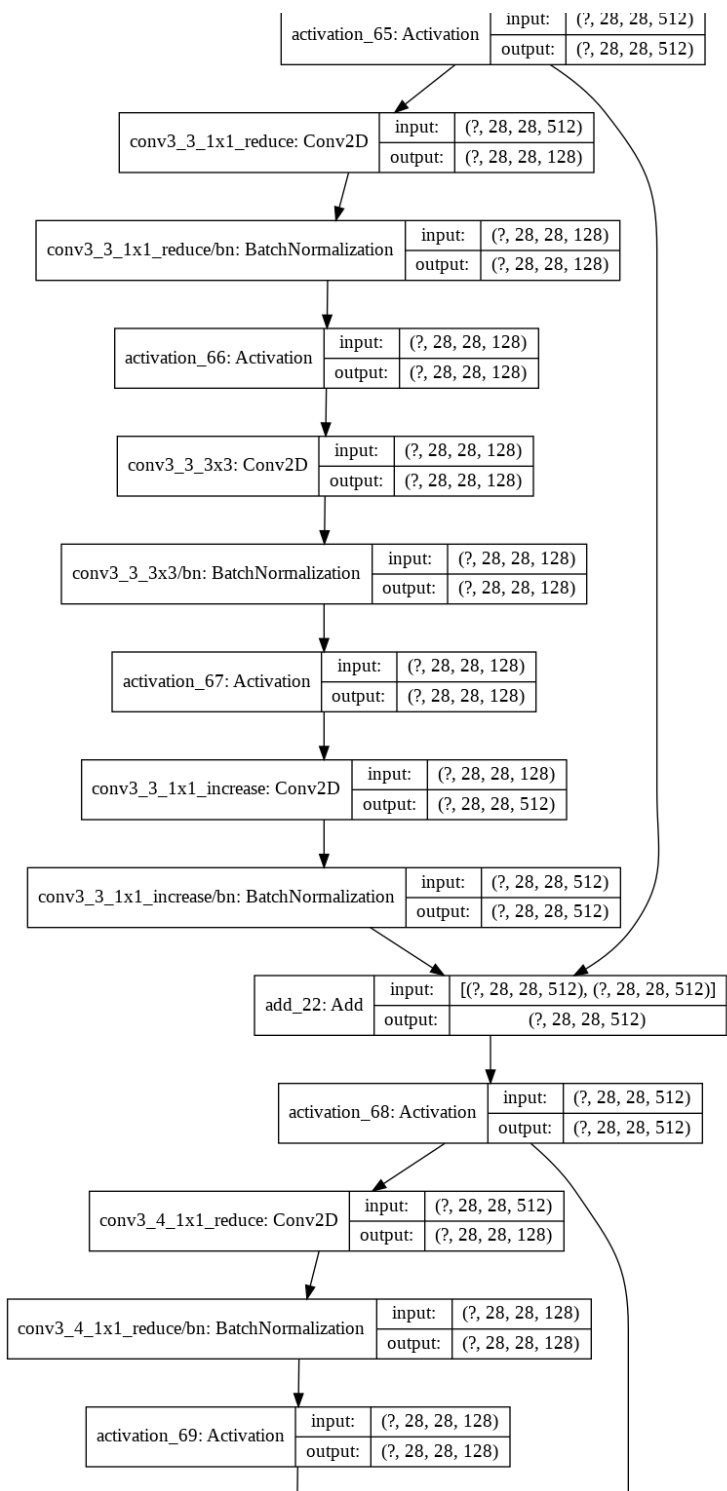 activation_65: Activation
input: (?, 28, 28, 512)
output: (?, 28, 28, 512)
conv3_3_1x1_reduce: Conv2D
input: (?, 28, 28, 512)
output: (?, 28, 28, 128)
conv3_3_1x1_reduce/bn: BatchNormalization
input: (?, 28, 28, 128)
output: (?, 28, 28, 128)
activation_66: Activation
input: (?, 28, 28, 128)
output: (?, 28, 28, 128)
conv3_3_3x3: Conv2D
input: (?, 28, 28, 128)
output: (?, 28, 28, 128)
conv3_3_3x3/bn: BatchNormalization
input: (?, 28, 28, 128)
output: (?, 28, 28, 128)
activation_67: Activation
input: (?, 28, 28, 128)
output: (?, 28, 28, 128)
conv3_3_1x1_increase: Conv2D
input: (?, 28, 28, 128)
output: (?, 28, 28, 512)
conv3_3_1x1_increase/bn: BatchNormalization
input: (?, 28, 28, 512)
output: (?, 28, 28, 512)
add_22: Add
input: [(?, 28, 28, 512), (?, 28, 28, 512)]
output: (?, 28, 28, 512)
activation_68: Activation
input: (?, 28, 28, 512)
output: (?, 28, 28, 512)
conv3_4_1x1_reduce: Conv2D
input: (?, 28, 28, 512)
output: (?, 28, 28, 128)
conv3_4_1x1_reduce/bn: BatchNormalization
input: (?, 28, 28, 128)
output: (?, 28, 28, 128)
activation_69: Activation
input: (?, 28, 28, 128)
output: (?, 28, 28, 128)